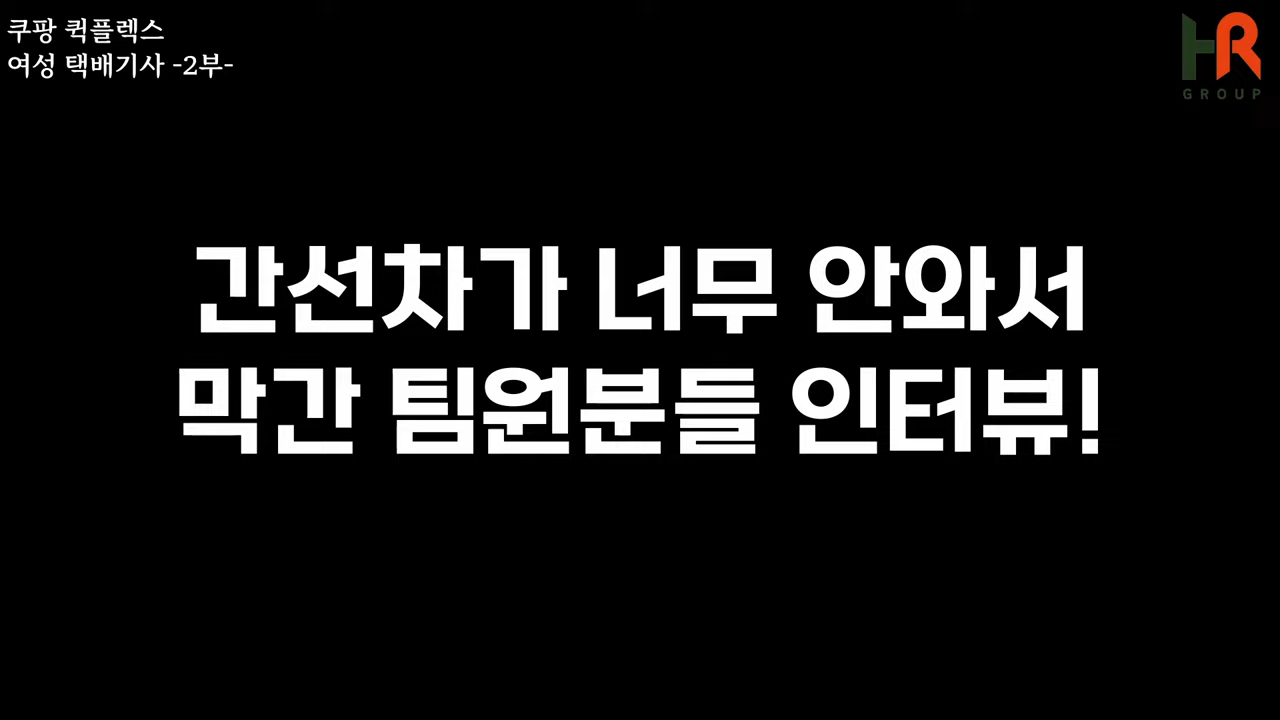 쿠팡 퀵플렉스
여성 택배기사 -2부-
HR
GROUP
간선차가 너무 안와서
막간 팀원분들 인터뷰!